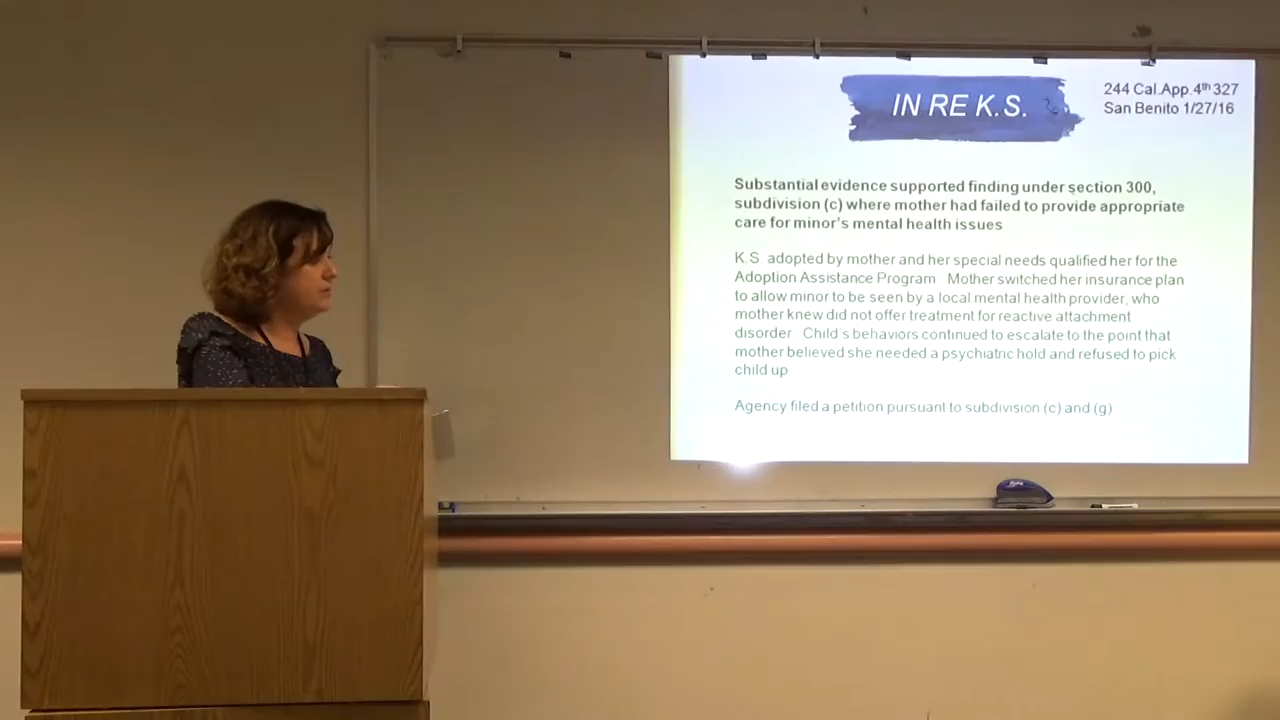 IN RE K.S.
244 Cal.App.4th 327
San Benito 1/27/16
Substantial evidence supported finding under section 300,
subdivision (c) where mother had failed to provide appropriate
care for minor's mental health issues
K.S adopted by mother and her special needs qualified her for the
Adoption Assistance Program Mother switched her insurance plan
to allow minor to be seen by a local mental health provider, who
mother knew did not offer treatment for reactive attachment
disorder Child's behaviors continued to escalate to the point that
mother believed she needed a psychiatric hold and refused to pick
child up
Agency filed a petition pursuant to subdivision (c) and (g)